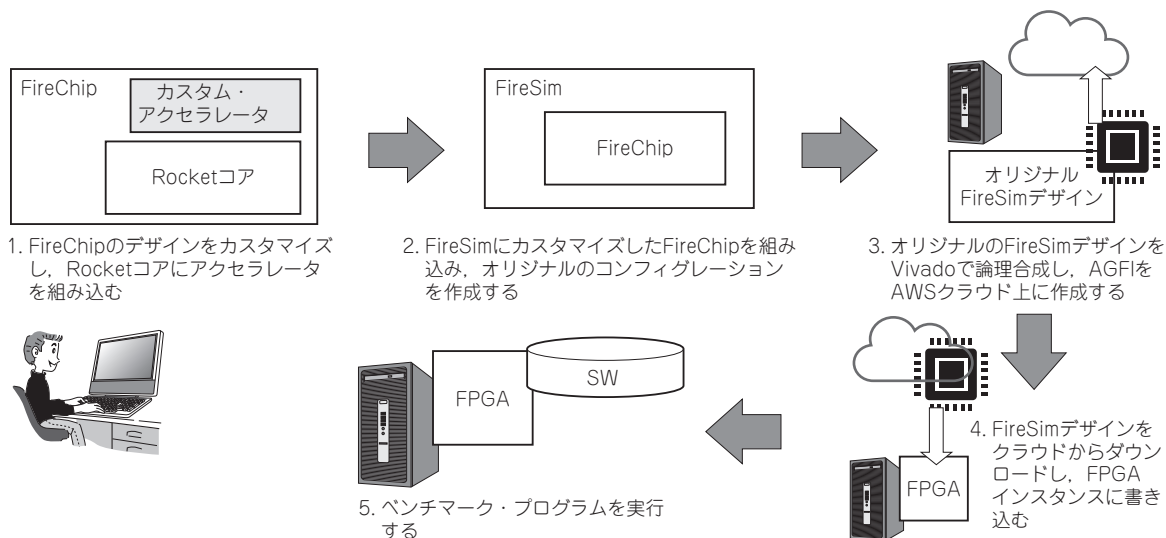 FireChip
カスタム・
アクセラレータ
Rocketコア
1. FireChipのデザインをカスタマイズ
し，Rocketコアにアクセラレータ
を組み込む
FireSim
FireChip
2. FireSimにカスタマイズしたFireChipを組み
込み，オリジナルのコンフィグレーション
を作成する
オリジナル
FireSimデザイン
3. オリジナルのFireSimデザインを
Vivadoで論理合成し，AGFIを
AWSクラウド上に作成する
FPGA
4. FireSimデザインを
クラウドからダウン
ロードし，FPGA
インスタンスに書き
込む
FPGA
SW
5. ベンチマーク・プログラムを実行
する